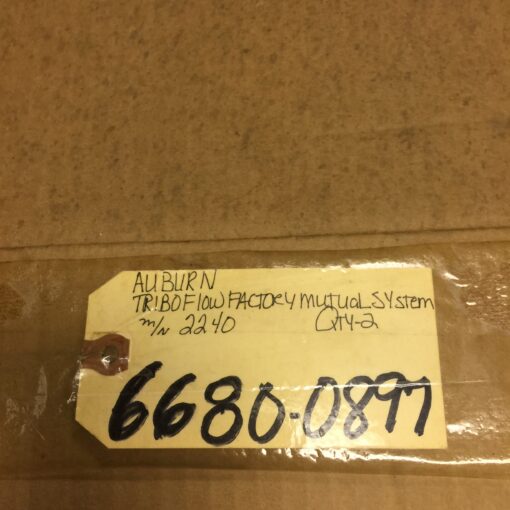 AUBURN
TRIBOFlow FACTORY mutual System
m/N 2240 QTY-2
6680-0897